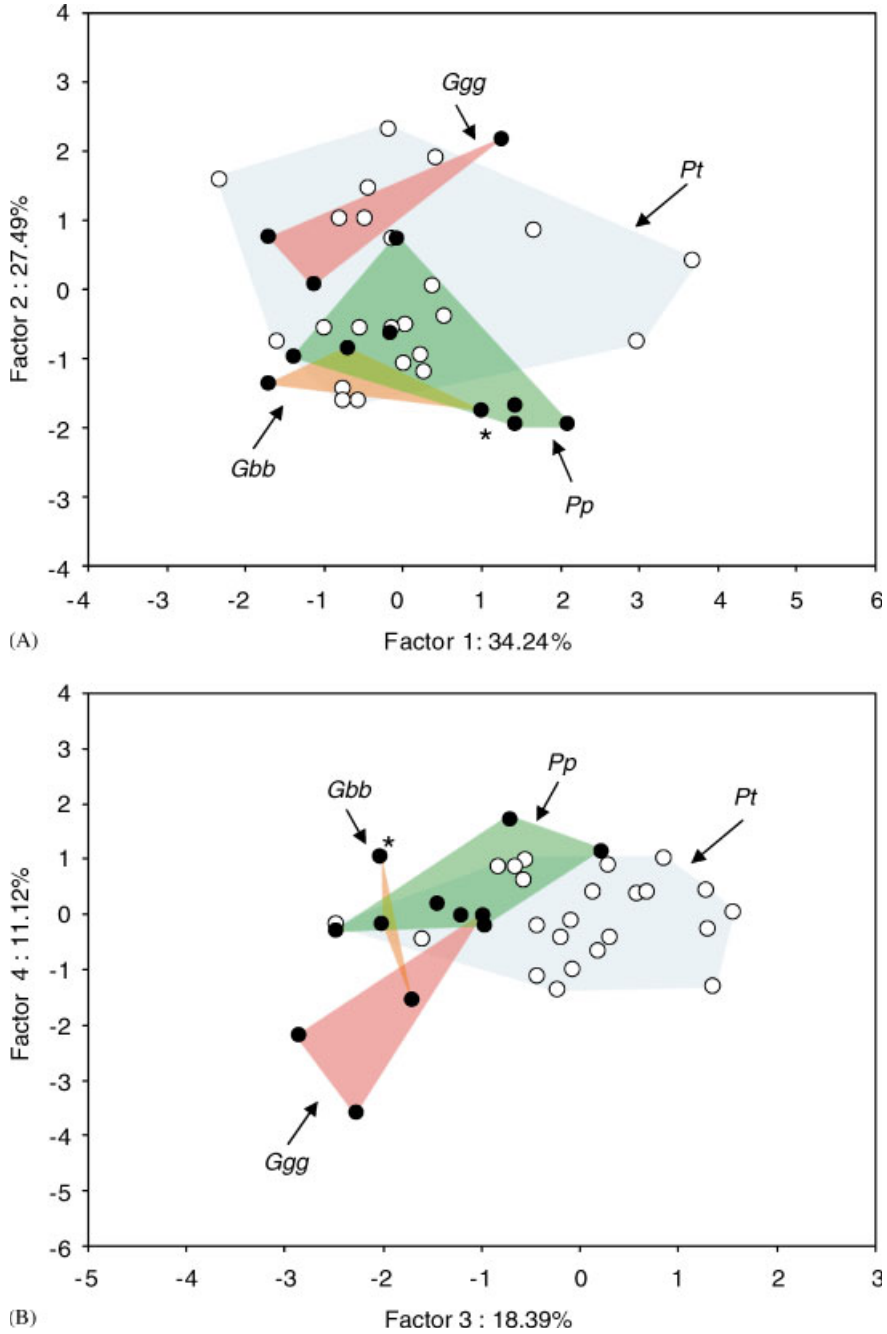 4
3
Ggg
2
Pt
1
0
-1
-2
*
Gbb
Pp
-3
-4
Factor 2 : 27.49%
-4 -3 -2 -1 0 1 2 3 4 5 6
(A) Factor 1: 34.24%
4
3
Gbb Pp Pt
2
*
1
0
-1
-2
-3
-4
Ggg
-5
-6
Factor 4 : 11.12%
-5 -4 -3 -2 -1 0 1 2 3
(B) Factor 3 : 18.39%